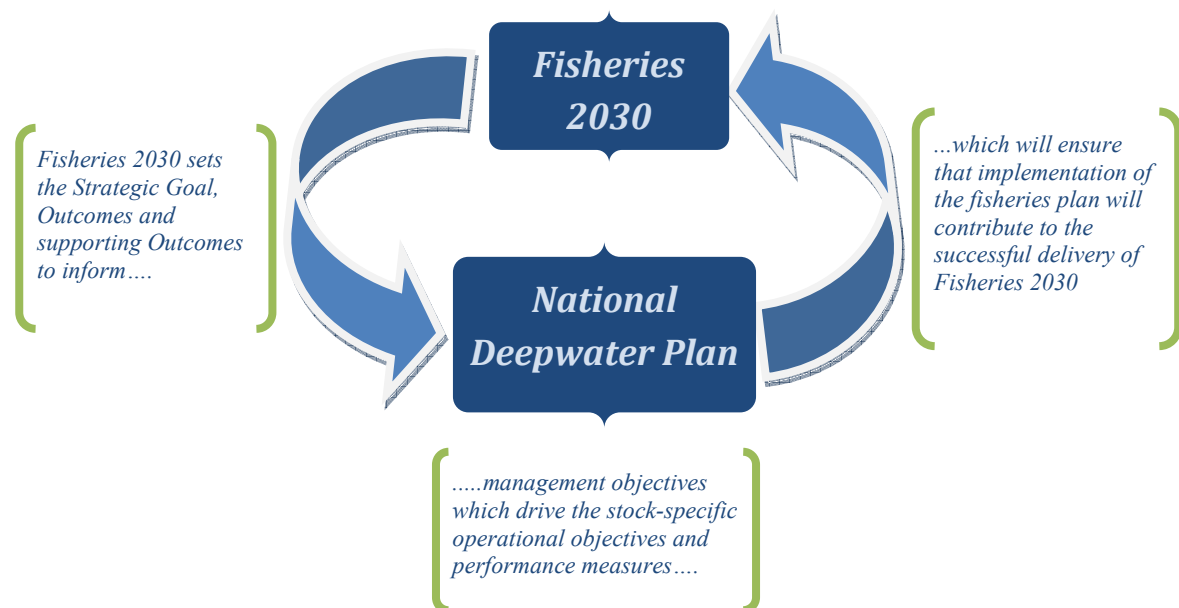 Fisheries
2030
Fisheries 2030 sets
the Strategic Goal,
Outcomes and
supporting Outcomes
to inform….
National
Deepwater Plan
…..management objectives
which drive the stock-specific
operational objectives and
performance measures….
…which will ensure
that implementation of
the fisheries plan will
contribute to the
successful delivery of
Fisheries 2030